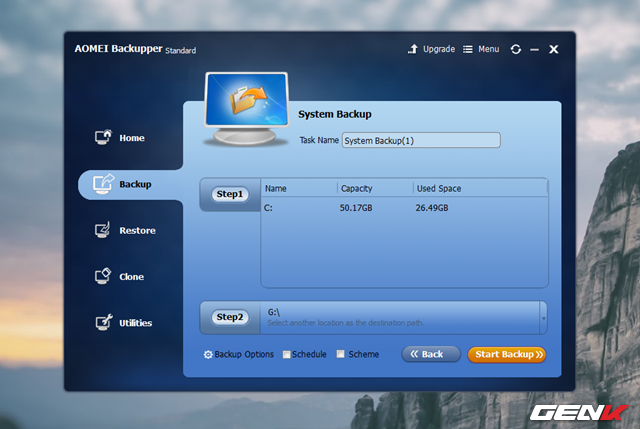 AOMEI Backupper Standard
Upgrade Menu
System Backup
Task Name System Backup(1)
Home
Backup
Restore
Clone
Utilities
Step1
Name Capacity Used Space
C: 50.17GB 26.49GB
Step2
G:\
Select another location as the destination path.
Backup Options Schedule Scheme Back Start Backup
GENK